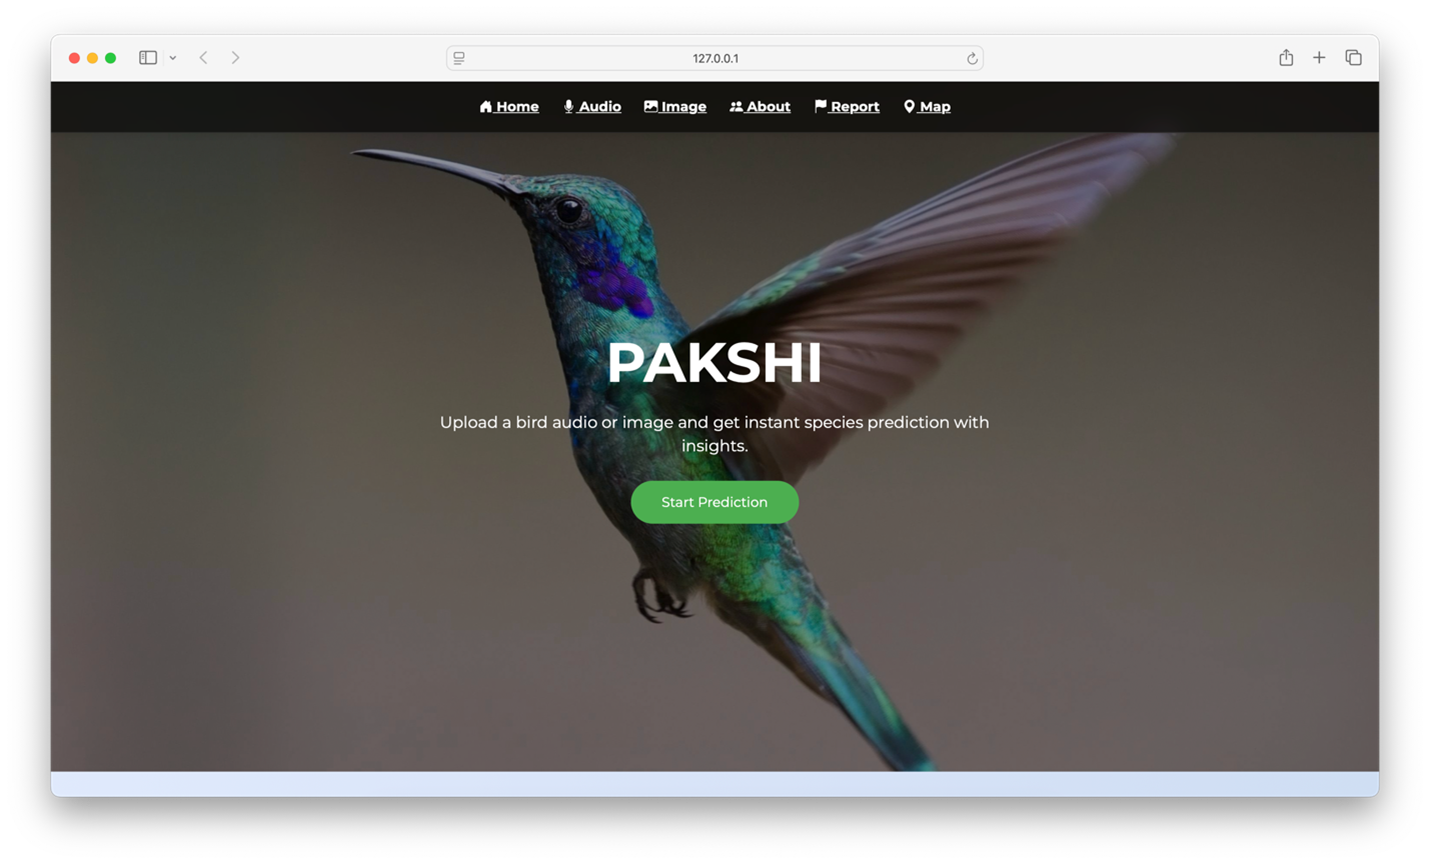 127.0.0.1
Home Audio Image About Report Map
PAKSHI
Upload a bird audio or image and get instant species prediction with
insights.
Start Prediction